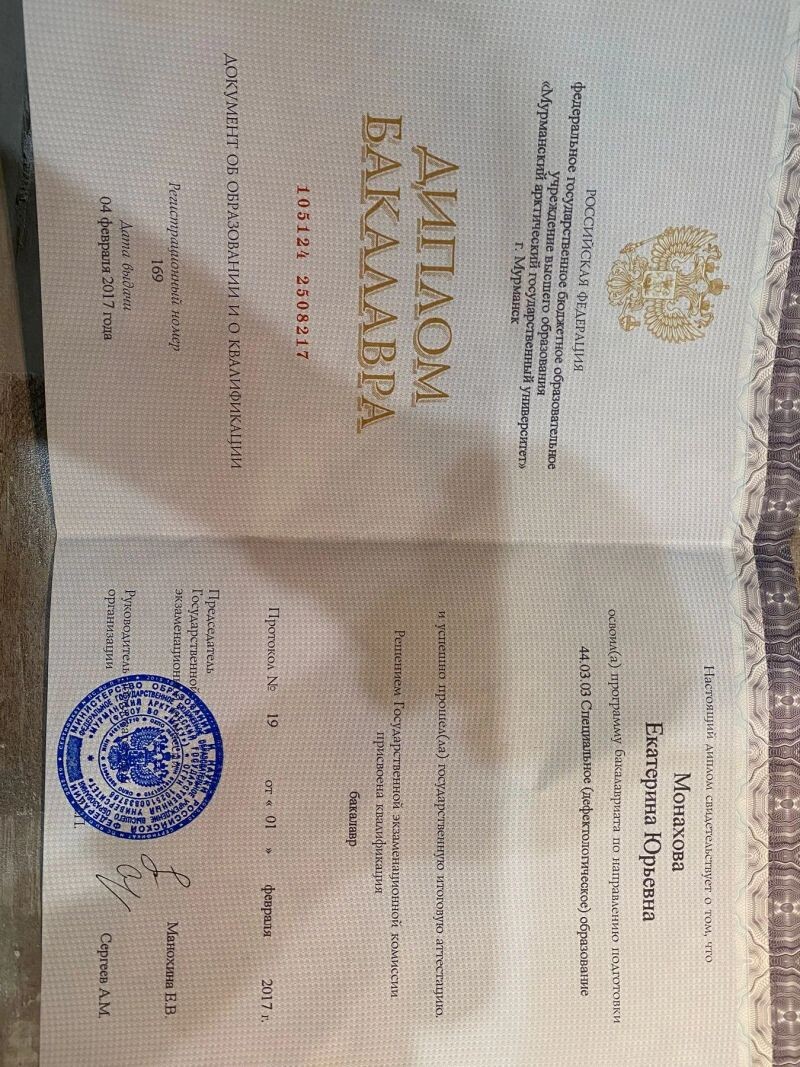 РОССИЙСКАЯ ФЕДЕРАЦИЯ
федеральное государственное бюджетное образовательное
учреждение высшего образования
«Мурманский арктический государственный университет»
г. Мурманск
ДИПЛОМ
БАКАЛАВРА
105124 2508217
ДОКУМЕНТ ОБ ОБРАЗОВАНИИ И О КВАЛИФИКАЦИИ
Регистрационный номер
169
Дата выдачи
04 февраля 2017 года
Настоящий диплом свидетельствует о том, что
Монахова
Екатерина Юрьевна
освоил(а) программу бакалавриата по направлению подготовки
44.03.03 Специальное (дефектологическое) образование
и успешно прошел(ла) государственную итоговую аттестацию.
Решением Государственной экзаменационной комиссии
присвоена квалификация
бакалавр
Протокол № 19 от « 01 » февраля 2017 г.
Председатель
Государственной
экзаменационной
Манохина Е.В.
Руководитель
организации
Сергеев А.М.
М.П.